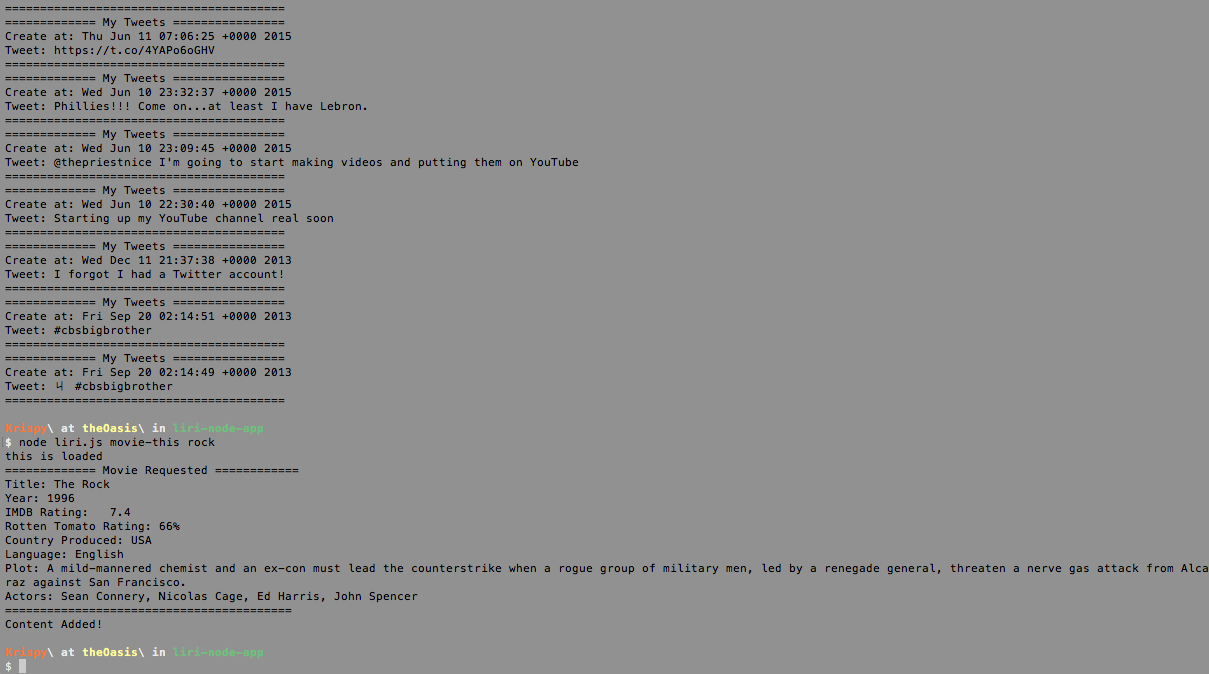 ========================================
============= My Tweets ================
Create at: Thu Jun 11 07:06:25 +0000 2015
Tweet: https://t.co/4YAPo6oGHV
========================================
============= My Tweets ================
Create at: Wed Jun 10 23:32:37 +0000 2015
Tweet: Phillies!!! Come on...at least I have Lebron.
========================================
============= My Tweets ================
Create at: Wed Jun 10 23:09:45 +0000 2015
Tweet: @thepriestnice I'm going to start making videos and putting them on YouTube
========================================
============= My Tweets ================
Create at: Wed Jun 10 22:30:40 +0000 2015
Tweet: Starting up my YouTube channel real soon
========================================
============= My Tweets ================
Create at: Wed Dec 11 21:37:38 +0000 2013
Tweet: I forgot I had a Twitter account!
========================================
============= My Tweets ================
Create at: Fri Sep 20 02:14:51 +0000 2013
Tweet: #cbsbigbrother
========================================
============= My Tweets ================
Create at: Fri Sep 20 02:14:49 +0000 2013
Tweet: #cbsbigbrother
========================================
Krispy\ at theOasis\ in liri-node-app
$ node liri.js movie-this rock
this is loaded
============= Movie Requested ============
Title: The Rock
Year: 1996
IMDB Rating:   7.4
Rotten Tomato Rating: 66%
Country Produced: USA
Language: English
Plot: A mild-mannered chemist and an ex-con must lead the counterstrike when a rogue group of military men, led by a renegade general, threaten a nerve gas attack from Alca
raz against San Francisco.
Actors: Sean Connery, Nicolas Cage, Ed Harris, John Spencer
=========================================
Content Added!
Krispy\ at theOasis\ in liri-node-app
$